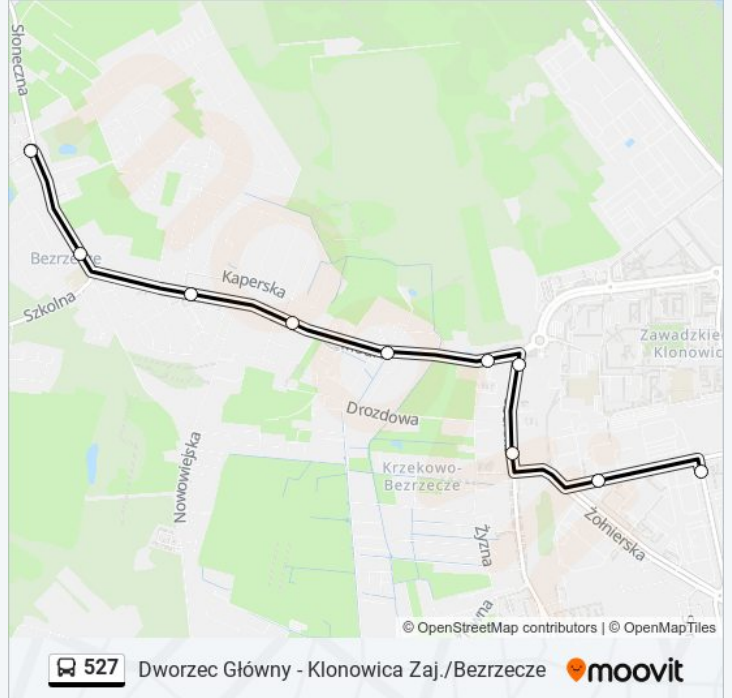 Słoneczna
Bezrzecze
Kaperska
Szkolna
Zawadzkie
Klonowic
Drozdowa
Nowowiejska
Krzekowo-
Bezrzecze
Żyzna
Żołnierska
© OpenStreetMap contributors | © OpenMapTiles
527 Dworzec Główny - Klonowica Zaj./Bezrzecze moovit